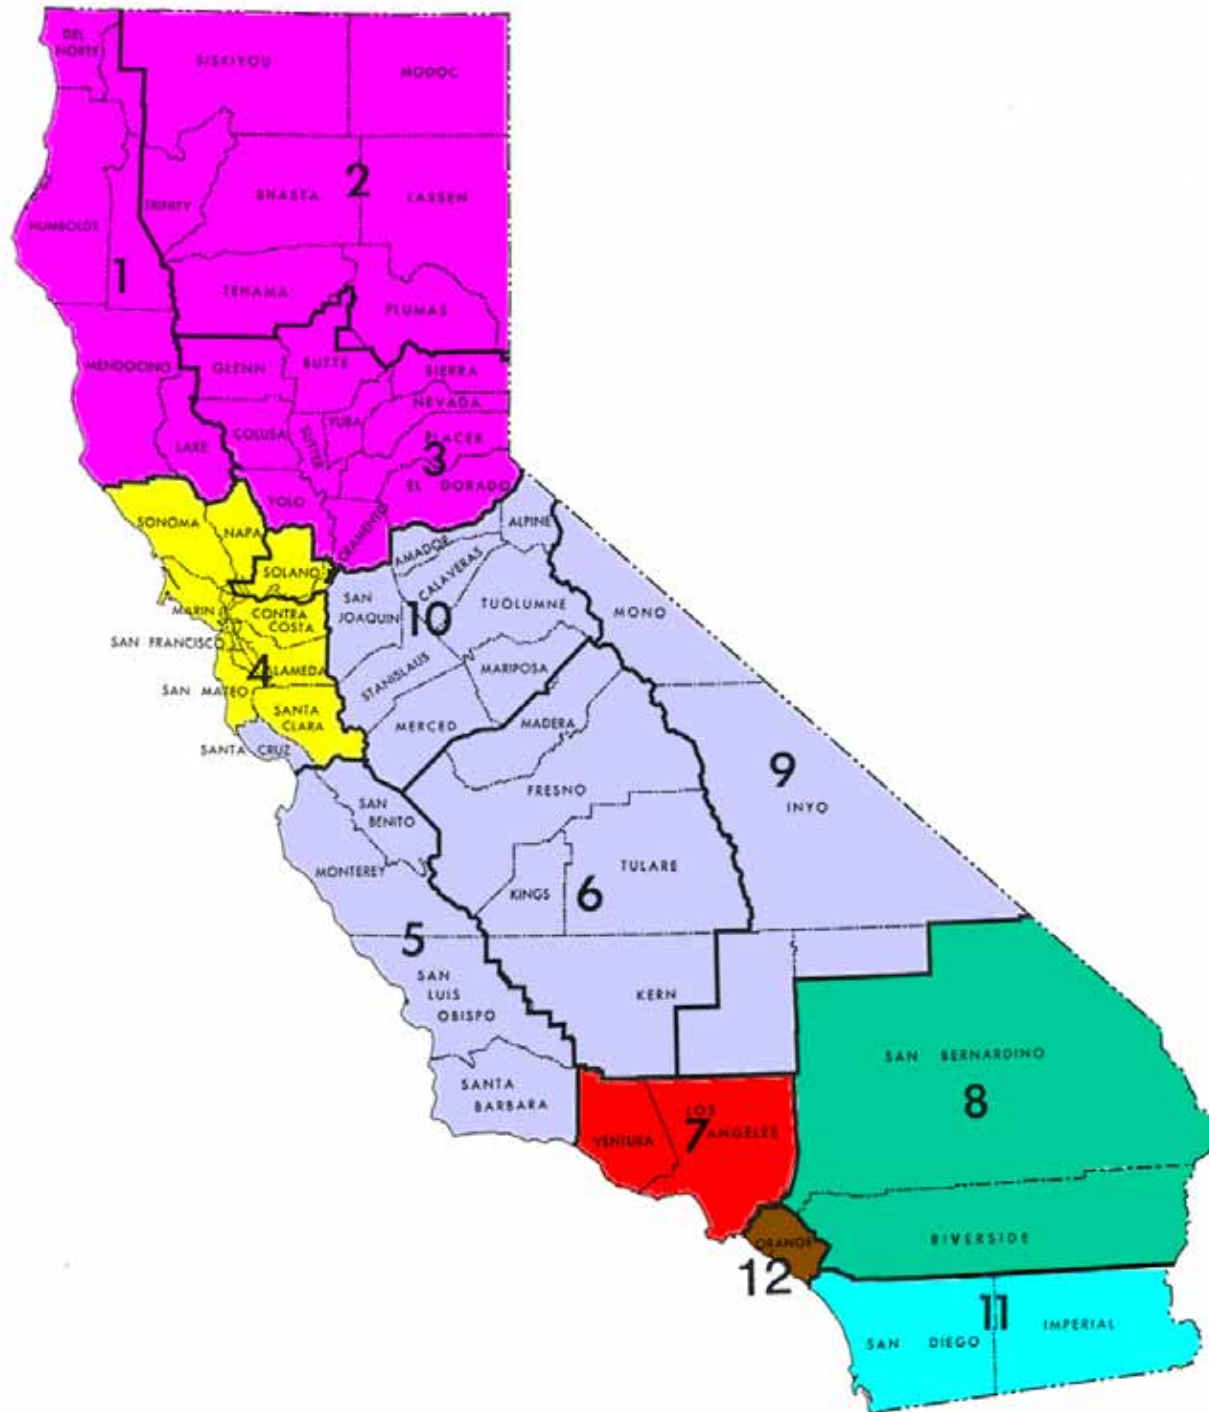 DEL
NORTE
SISKIYOU
MODOC
2
TRINITY
SHASTA
LASSEN
HUMBOLDT
1
TEHAMA
PLUMAS
MENDOCINO
GLENN
BUTTE
SIERRA
NEVADA
LAKE
COLUSA
SUTTER
YUBA
PLACER
3
YOLO
EL DORADO
SONOMA
NAPA
SOLANO
CRAMENTO
AMADOR
ALPINE
CALAVERAS
MARIN
CONTRA
COSTA
SAN
JOAQUIN
10
TUOLUMNE
MONO
SAN FRANCISCO
4
ALAMEDA
STANISLAUS
MARIPOSA
SAN MATEO
SANTA
CLARA
MERCED
MADERA
SANTA CRUZ
9
INYO
SAN
BENITO
FRESNO
MONTEREY
KINGS
6
TULARE
5
SAN
LUIS
OBISPO
KERN
SANTA
BARBARA
VENTURA
LOS
7 ANGELES
SAN BERNARDINO
8
ORANGE
12
RIVERSIDE
11
SAN DIEGO
IMPERIAL